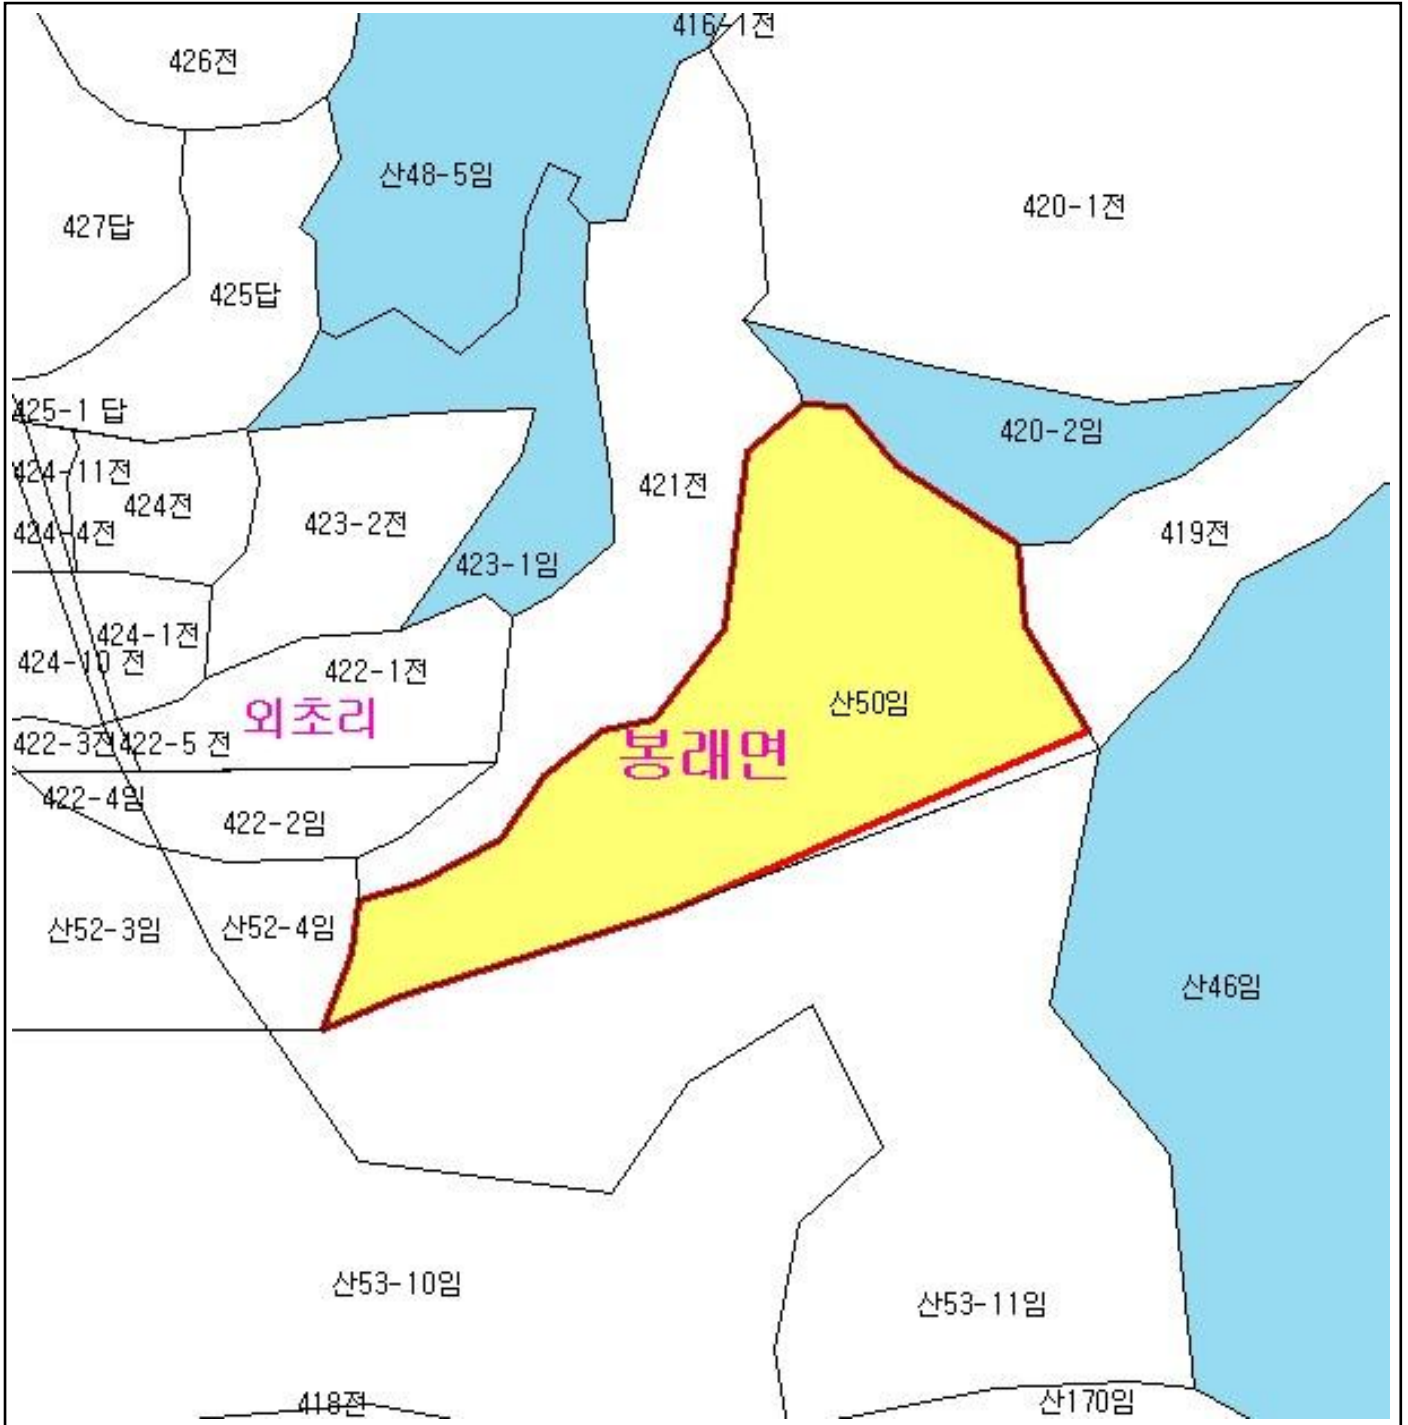 416-1전
426전
산48-5임
420-1전
427답
425답
425-1 답
420-2임
424-11전
421전
424전
423-2전
424-4전
419전
423-1임
424-1전
424-10 전
422-1전
산50임
외초리
422-3전
422-5 전
봉래면
422-4임
422-2임
산52-3임
산52-4임
산46임
산53-10임
산53-11임
418전
산170임